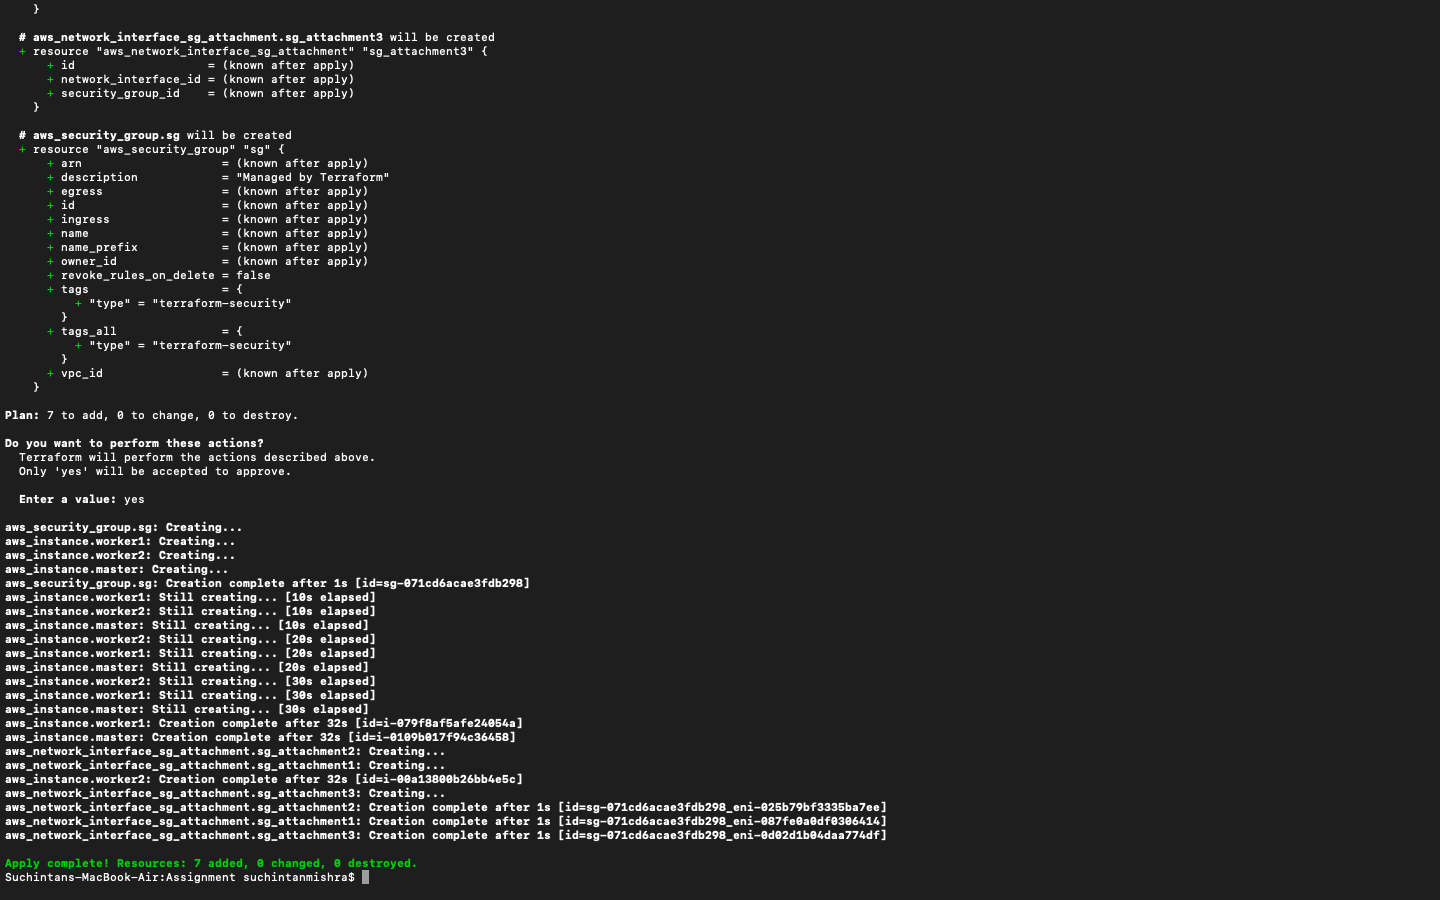 }

  # aws_network_interface_sg_attachment.sg_attachment3 will be created
  + resource "aws_network_interface_sg_attachment" "sg_attachment3" {
      + id                   = (known after apply)
      + network_interface_id = (known after apply)
      + security_group_id    = (known after apply)
    }

  # aws_security_group.sg will be created
  + resource "aws_security_group" "sg" {
      + arn                    = (known after apply)
      + description            = "Managed by Terraform"
      + egress                 = (known after apply)
      + id                     = (known after apply)
      + ingress                = (known after apply)
      + name                   = (known after apply)
      + name_prefix            = (known after apply)
      + owner_id               = (known after apply)
      + revoke_rules_on_delete = false
      + tags                   = {
          + "type" = "terraform-security"
        }
      + tags_all               = {
          + "type" = "terraform-security"
        }
      + vpc_id                 = (known after apply)
    }

Plan: 7 to add, 0 to change, 0 to destroy.

Do you want to perform these actions?
  Terraform will perform the actions described above.
  Only 'yes' will be accepted to approve.

  Enter a value: yes

aws_security_group.sg: Creating...
aws_instance.worker1: Creating...
aws_instance.worker2: Creating...
aws_instance.master: Creating...
aws_security_group.sg: Creation complete after 1s [id=sg-071cd6acae3fdb298]
aws_instance.worker1: Still creating... [10s elapsed]
aws_instance.worker2: Still creating... [10s elapsed]
aws_instance.master: Still creating... [10s elapsed]
aws_instance.worker2: Still creating... [20s elapsed]
aws_instance.worker1: Still creating... [20s elapsed]
aws_instance.master: Still creating... [20s elapsed]
aws_instance.worker2: Still creating... [30s elapsed]
aws_instance.worker1: Still creating... [30s elapsed]
aws_instance.master: Still creating... [30s elapsed]
aws_instance.worker1: Creation complete after 32s [id=i-079f8af5afe24054a]
aws_instance.master: Creation complete after 32s [id=i-0109b017f94c36458]
aws_network_interface_sg_attachment.sg_attachment2: Creating...
aws_network_interface_sg_attachment.sg_attachment1: Creating...
aws_instance.worker2: Creation complete after 32s [id=i-00a13800b26bb4e5c]
aws_network_interface_sg_attachment.sg_attachment3: Creating...
aws_network_interface_sg_attachment.sg_attachment2: Creation complete after 1s [id=sg-071cd6acae3fdb298_eni-025b79bf3335ba7ee]
aws_network_interface_sg_attachment.sg_attachment1: Creation complete after 1s [id=sg-071cd6acae3fdb298_eni-087fe0a0df0306414]
aws_network_interface_sg_attachment.sg_attachment3: Creation complete after 1s [id=sg-071cd6acae3fdb298_eni-0d02d1b04daa774df]

Apply complete! Resources: 7 added, 0 changed, 0 destroyed.
Suchintans-MacBook-Air:Assignment suchintanmishra$